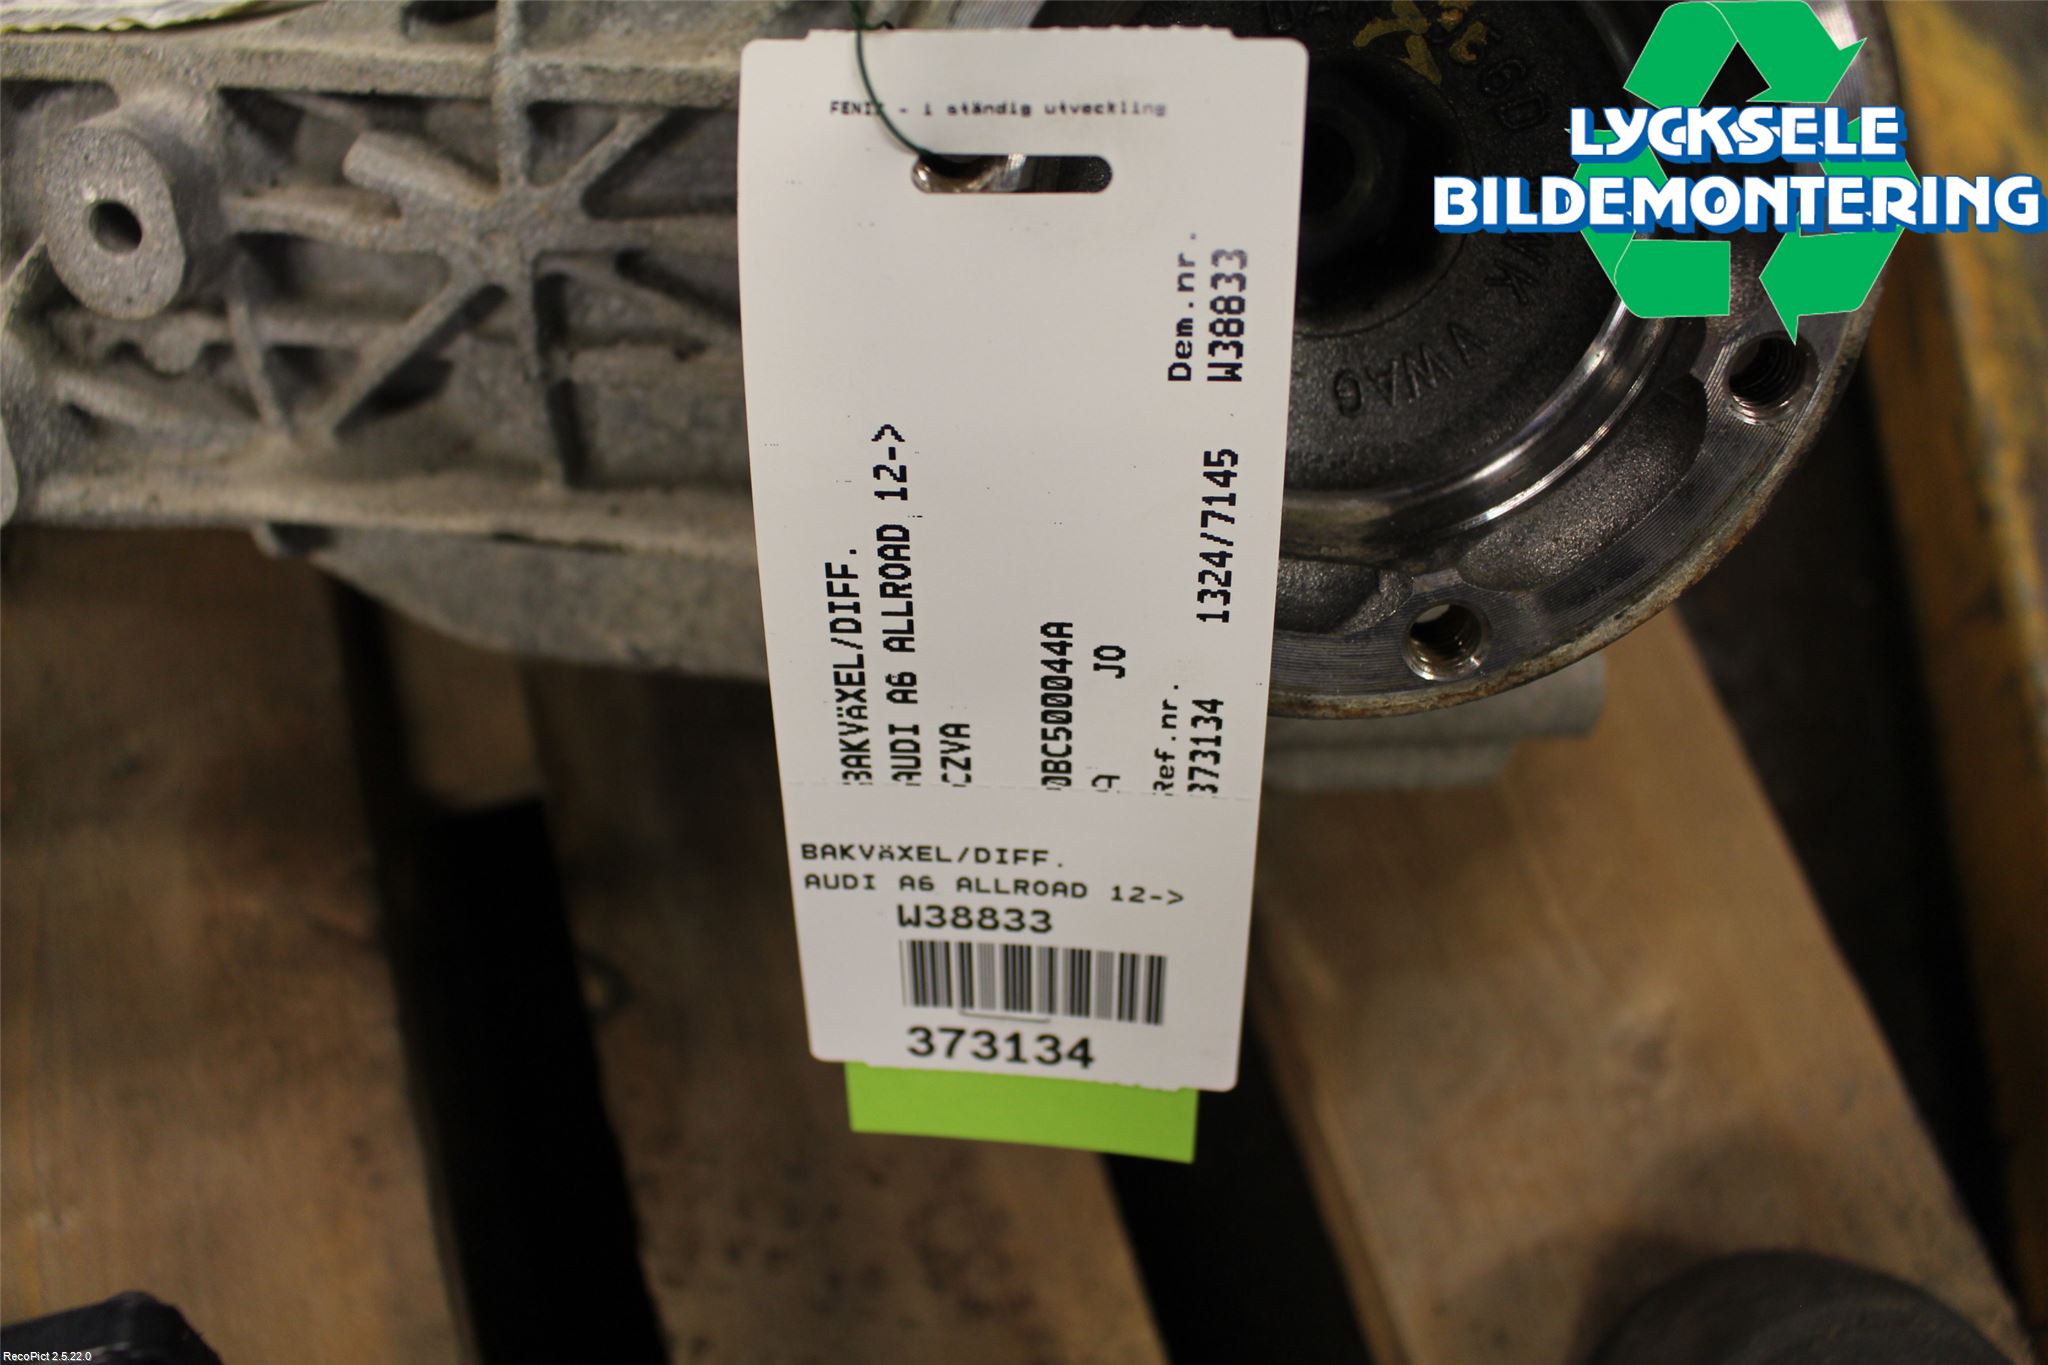 LYCKSELE
BILDEMONTERING
- i ständig utveckling
BAKVÄXEL/DIFF.
AUDI A6 ALLROAD 12->
CZVA
0BC500044A
A JO
Dem.nr.
W38833
Ref.nr.
373134 1324/7145
BAKVÄXEL/DIFF.
AUDI A6 ALLROAD 12->
W38833
373134
VWAG
RecoPict 2.5.22.0